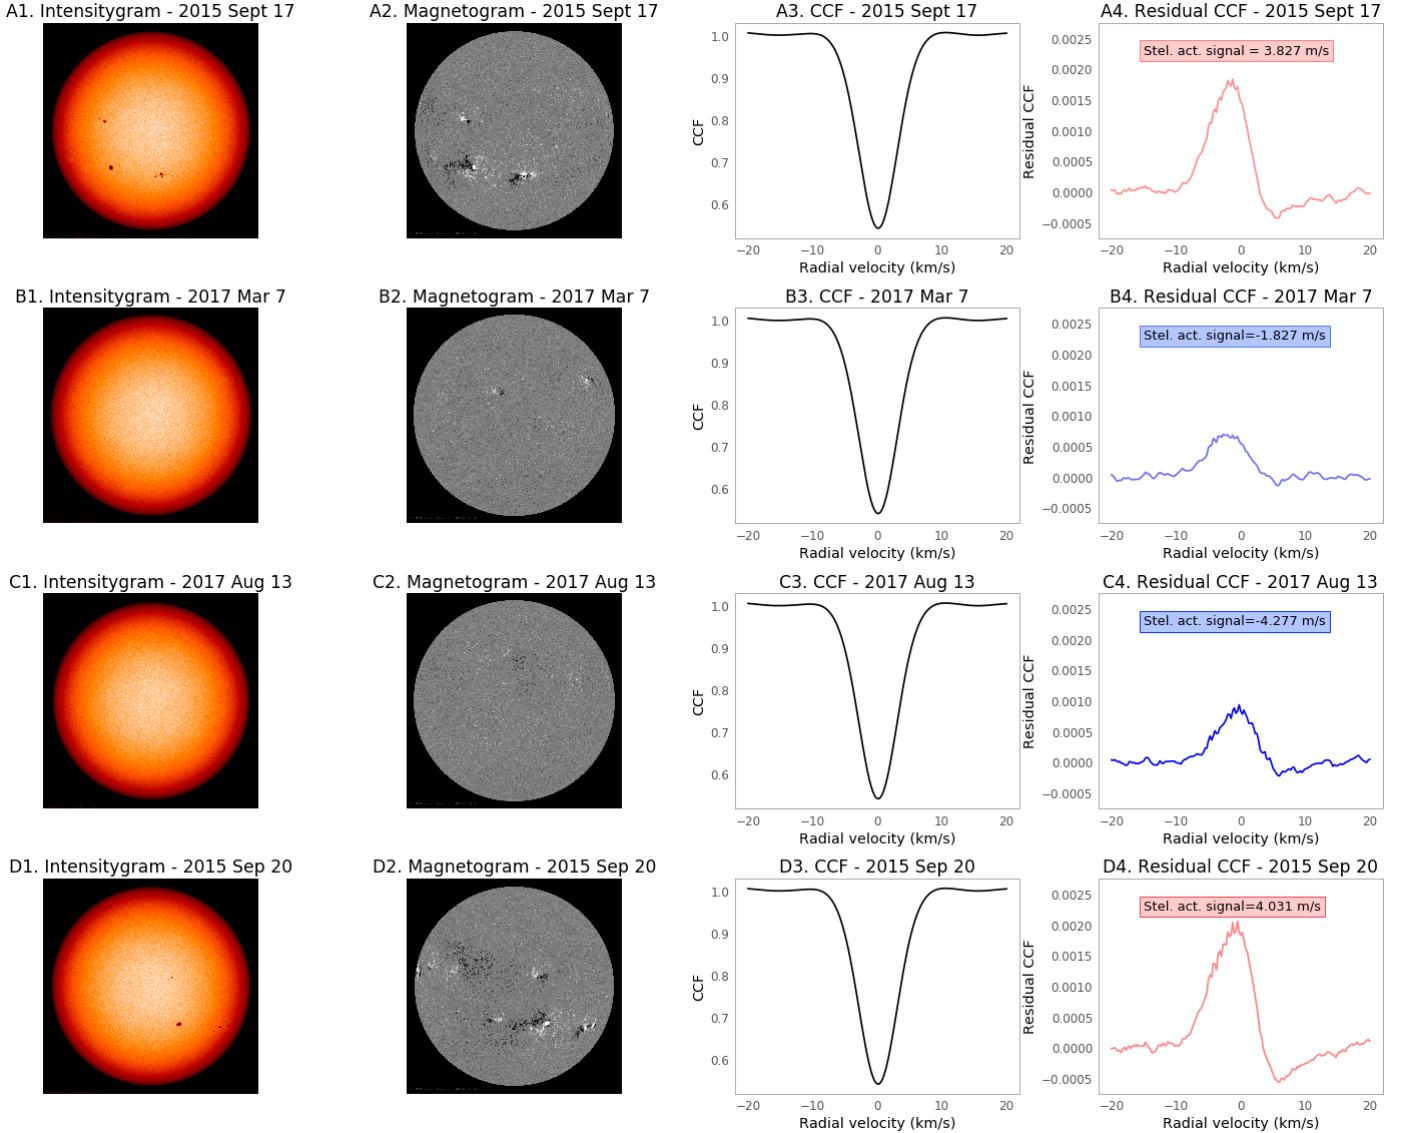 A1. Intensitygram - 2015 Sept 17
A2. Magnetogram - 2015 Sept 17
A3. CCF - 2015 Sept 17
A4. Residual CCF - 2015 Sept 17
1.0
0.9
0.8
0.7
0.6
CCF
−20
−10
0
10
20
Radial velocity (km/s)
Stel. act. signal = 3.827 m/s
0.0025
0.0020
0.0015
0.0010
0.0005
0.0000
−0.0005
Residual CCF
−20
−10
0
10
20
Radial velocity (km/s)
B1. Intensitygram - 2017 Mar 7
B2. Magnetogram - 2017 Mar 7
B3. CCF - 2017 Mar 7
B4. Residual CCF - 2017 Mar 7
1.0
0.9
0.8
0.7
0.6
CCF
−20
−10
0
10
20
Radial velocity (km/s)
Stel. act. signal=-1.827 m/s
0.0025
0.0020
0.0015
0.0010
0.0005
0.0000
−0.0005
Residual CCF
−20
−10
0
10
20
Radial velocity (km/s)
C1. Intensitygram - 2017 Aug 13
C2. Magnetogram - 2017 Aug 13
C3. CCF - 2017 Aug 13
C4. Residual CCF - 2017 Aug 13
1.0
0.9
0.8
0.7
0.6
CCF
−20
−10
0
10
20
Radial velocity (km/s)
Stel. act. signal=-4.277 m/s
0.0025
0.0020
0.0015
0.0010
0.0005
0.0000
−0.0005
Residual CCF
−20
−10
0
10
20
Radial velocity (km/s)
D1. Intensitygram - 2015 Sep 20
D2. Magnetogram - 2015 Sep 20
D3. CCF - 2015 Sep 20
D4. Residual CCF - 2015 Sep 20
1.0
0.9
0.8
0.7
0.6
CCF
−20
−10
0
10
20
Radial velocity (km/s)
Stel. act. signal=4.031 m/s
0.0025
0.0020
0.0015
0.0010
0.0005
0.0000
−0.0005
Residual CCF
−20
−10
0
10
20
Radial velocity (km/s)